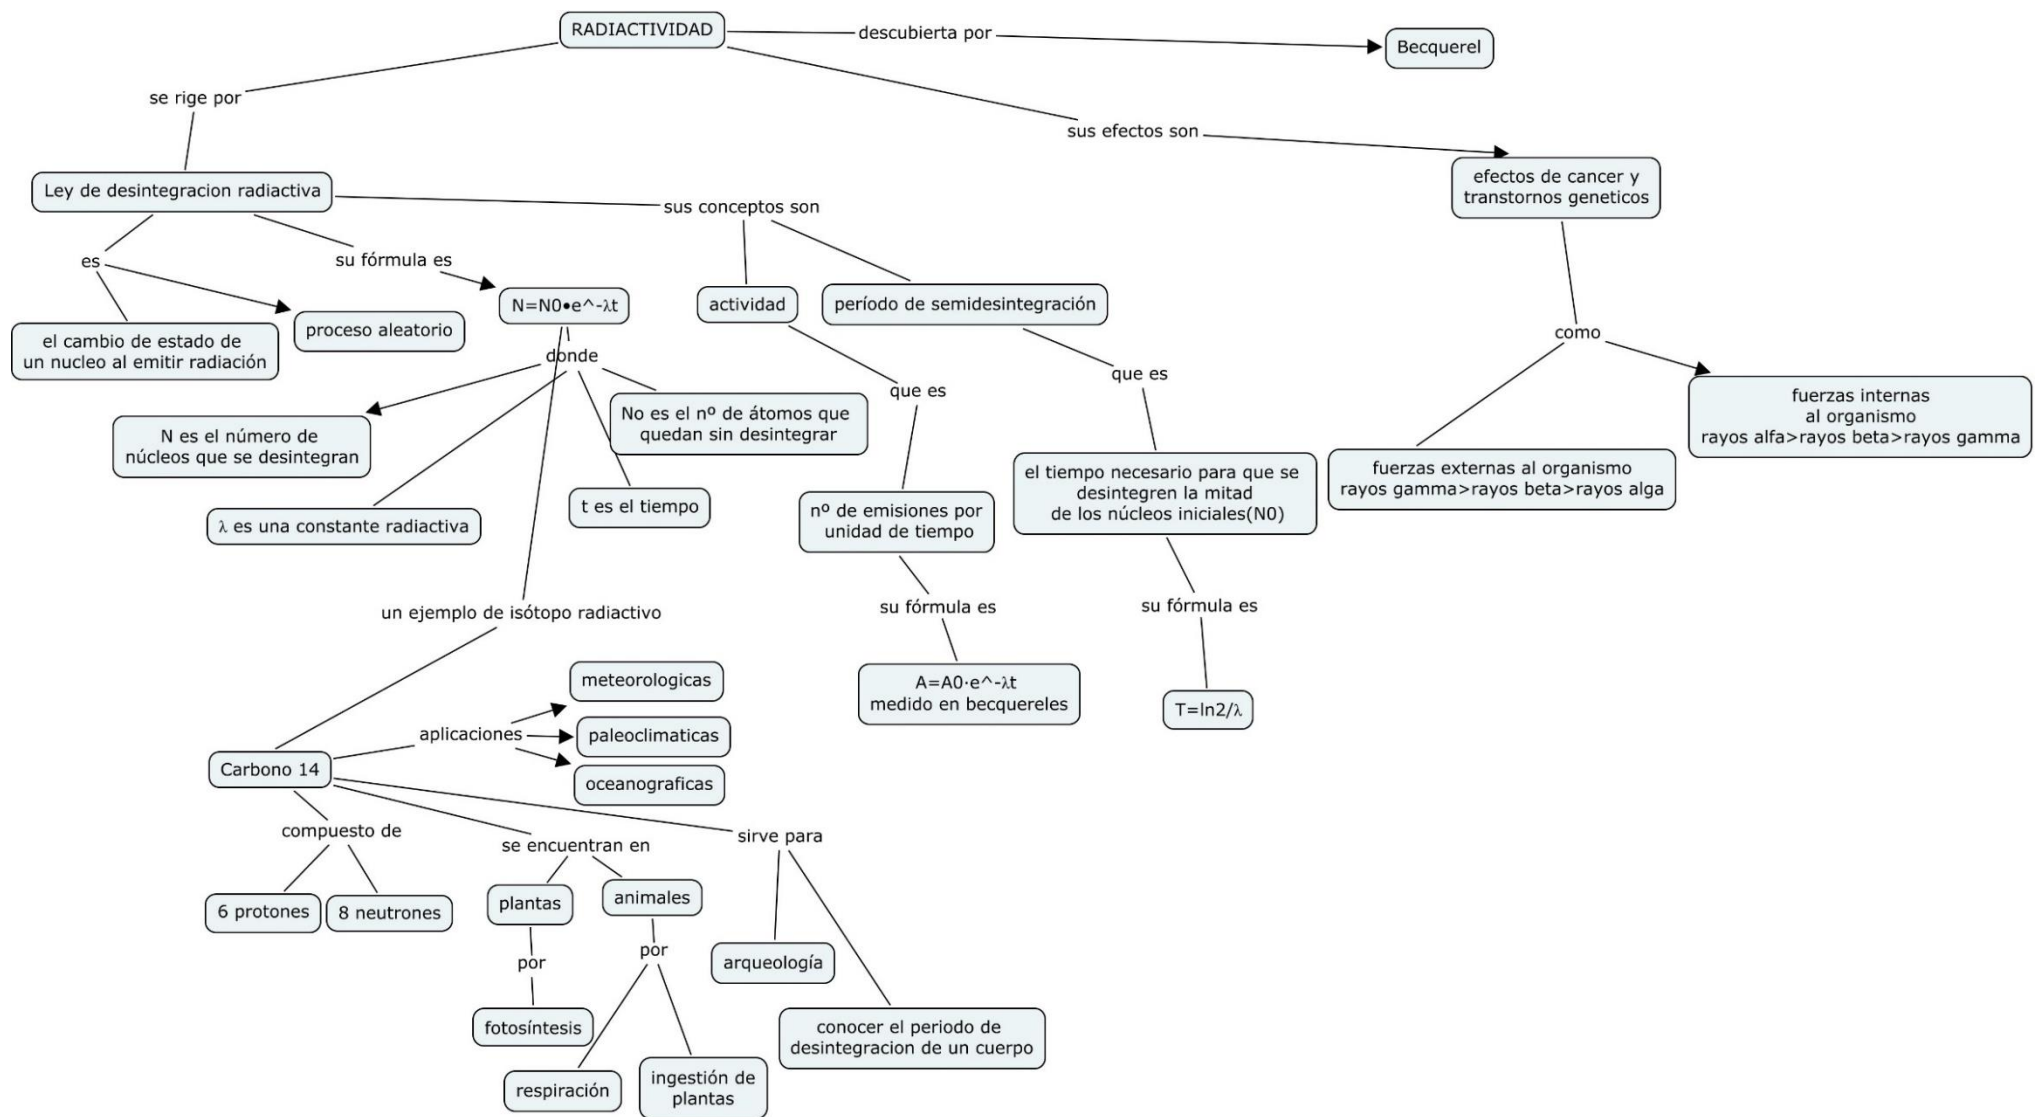 RADIACTIVIDAD
descubierta por
Becquerel
se rige por
sus efectos son
Ley de desintegracion radiactiva
sus conceptos son
efectos de cancer y
transtornos geneticos
es
su fórmula es
el cambio de estado de
un nucleo al emitir radiación
proceso aleatorio
N=N0•e^-λt
actividad
período de semidesintegración
como
donde
que es
que es
N es el número de
núcleos que se desintegran
No es el nº de átomos que
quedan sin desintegrar
λ es una constante radiactiva
t es el tiempo
nº de emisiones por
unidad de tiempo
el tiempo necesario para que se
desintegren la mitad
de los núcleos iniciales(N0)
fuerzas externas al organismo
rayos gamma>rayos beta>rayos alga
fuerzas internas
al organismo
rayos alfa>rayos beta>rayos gamma
un ejemplo de isótopo radiactivo
su fórmula es
su fórmula es
A=A0·e^-λt
medido en becquereles
T=ln2/λ
Carbono 14
aplicaciones
meteorologicas
paleoclimaticas
oceanograficas
compuesto de
se encuentran en
sirve para
6 protones
8 neutrones
plantas
animales
por
por
arqueología
fotosíntesis
respiración
ingestión de
plantas
conocer el periodo de
desintegracion de un cuerpo